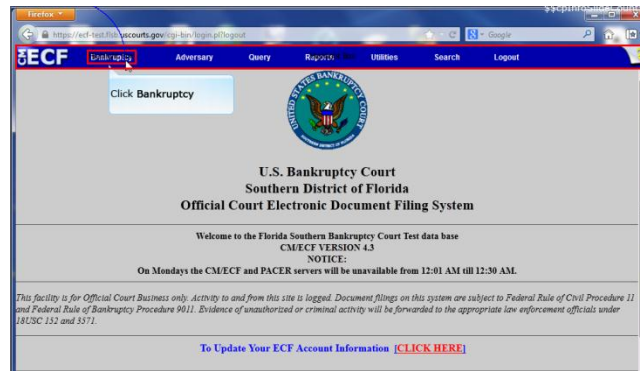 Firefox
https://ecf-test.flsb.uscourts.gov/cgi-bin/login.pl?logout
Google
ECF Bankruptcy Adversary Query Reports Utilities Search Logout
Click Bankruptcy
UNITED STATES BANKRUPTCY COURT
U.S. Bankruptcy Court
Southern District of Florida
Official Court Electronic Document Filing System
Welcome to the Florida Southern Bankruptcy Court Test data base
CM/ECF VERSION 4.3
NOTICE:
On Mondays the CM/ECF and PACER servers will be unavailable from 12:01 AM till 12:30 AM.
This facility is for Official Court Business only. Activity to and from this site is logged. Document filings on this system are subject to Federal Rule of Civil Procedure 11
and Federal Rule of Bankruptcy Procedure 9011. Evidence of unauthorized or criminal activity will be forwarded to the appropriate law enforcement officials under
18USC 152 and 3571.
To Update Your ECF Account Information [CLICK HERE]